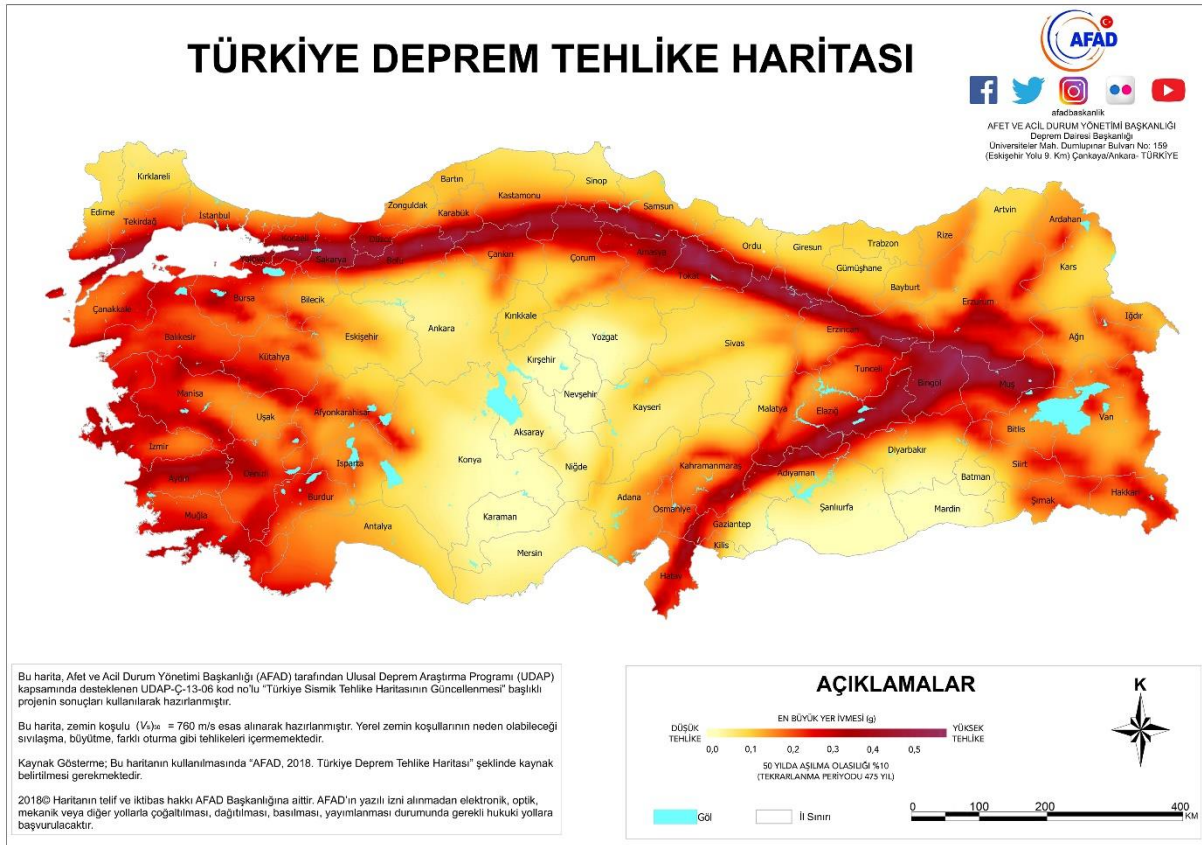 TÜRKİYE DEPREM TEHLİKE HARİTASI
AFAD
afadbaskanlik
AFET VE ACİL DURUM YÖNETİMİ BAŞKANLIĞI
Deprem Dairesi Başkanlığı
Üniversiteler Mah. Dumlupınar Bulvarı No: 159
(Eskişehir Yolu 9. Km) Çankaya/Ankara- TÜRKİYE
Kırklareli
Edirne
Tekirdağ
İstanbul
Kocaeli
Yalova
Sakarya
Düzce
Bolu
Zonguldak
Bartın
Karabük
Kastamonu
Sinop
Samsun
Çankırı
Çorum
Amasya
Tokat
Ordu
Giresun
Trabzon
Gümüşhane
Bayburt
Rize
Artvin
Ardahan
Kars
Iğdır
Ağrı
Erzurum
Erzincan
Çanakkale
Bursa
Bilecik
Balıkesir
Kütahya
Eskişehir
Ankara
Kırıkkale
Kırşehir
Yozgat
Sivas
Tunceli
Bingöl
Muş
Manisa
Uşak
Afyonkarahisar
Nevşehir
Kayseri
Malatya
Elazığ
Bitlis
Van
İzmir
Aydın
Denizli
Isparta
Burdur
Konya
Aksaray
Niğde
Kahramanmaraş
Adıyaman
Diyarbakır
Batman
Siirt
Şırnak
Hakkari
Muğla
Antalya
Karaman
Mersin
Adana
Osmaniye
Gaziantep
Kilis
Şanlıurfa
Mardin
Hatay
Bu harita, Afet ve Acil Durum Yönetimi Başkanlığı (AFAD) tarafından Ulusal Deprem Araştırma Programı (UDAP)
kapsamında desteklenen UDAP-Ç-13-06 kod no'lu "Türkiye Sismik Tehlike Haritasının Güncellenmesi" başlıklı
projenin sonuçları kullanılarak hazırlanmıştır.
Bu harita, zemin koşulu (Vs)30 = 760 m/s esas alınarak hazırlanmıştır. Yerel zemin koşullarının neden olabileceği
sıvılaşma, büyütme, farklı oturma gibi tehlikeleri içermemektedir.
Kaynak Gösterme; Bu haritanın kullanılmasında "AFAD, 2018. Türkiye Deprem Tehlike Haritası" şeklinde kaynak
belirtilmesi gerekmektedir.
2018© Haritanın telif ve iktibas hakkı AFAD Başkanlığına aittir. AFAD'ın yazılı izni alınmadan elektronik, optik,
mekanik veya diğer yollarla çoğaltılması, dağıtılması, basılması, yayımlanması durumunda gerekli hukuki yollara
başvurulacaktır.
AÇIKLAMALAR
EN BÜYÜK YER İVMESİ (g)
DÜŞÜK
TEHLİKE
YÜKSEK
TEHLİKE
0,0 0,1 0,2 0,3 0,4 0,5
50 YILDA AŞILMA OLASILIĞI %10
(TEKRARLANMA PERİYODU 475 YIL)
Göl
İl Sınırı
K
0 100 200 400
KM